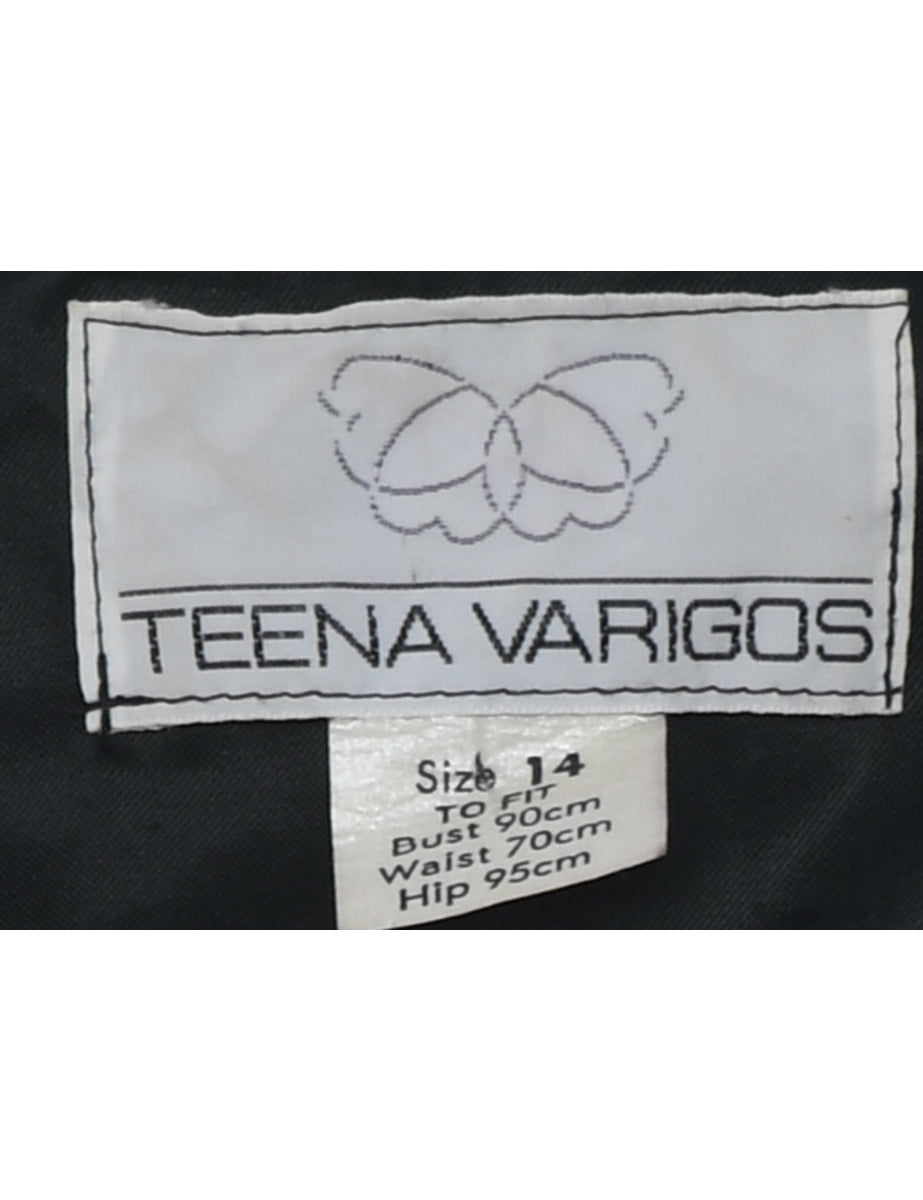 TEENA VARIGOS
Size 14
TO FIT
Bust 90cm
Waist 70cm
Hip 95cm